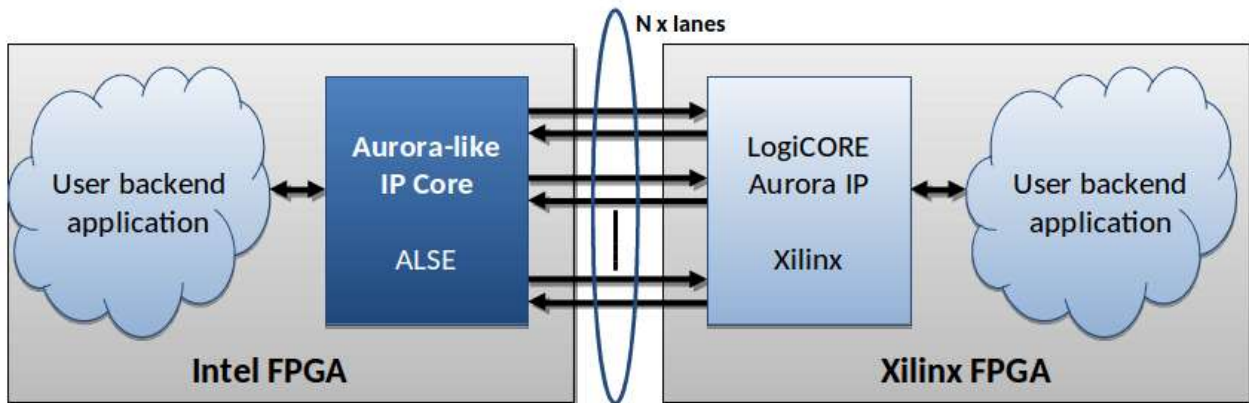 N x lanes
User backend
application
Aurora-like
IP Core
ALSE
LogiCORE
Aurora IP
Xilinx
User backend
application
Intel FPGA
Xilinx FPGA